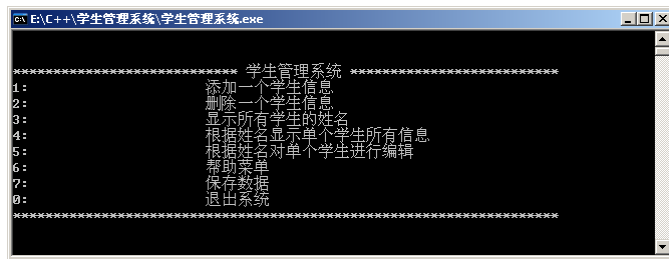 E:\C++\学生管理系统\学生管理系统.exe
**************************** 学生管理系统 **************************
1: 添加一个学生信息
2: 删除一个学生信息
3: 显示所有学生的姓名
4: 根据姓名显示单个学生所有信息
5: 根据姓名对单个学生进行编辑
6: 帮助菜单
7: 保存数据
0: 退出系统
********************************************************************